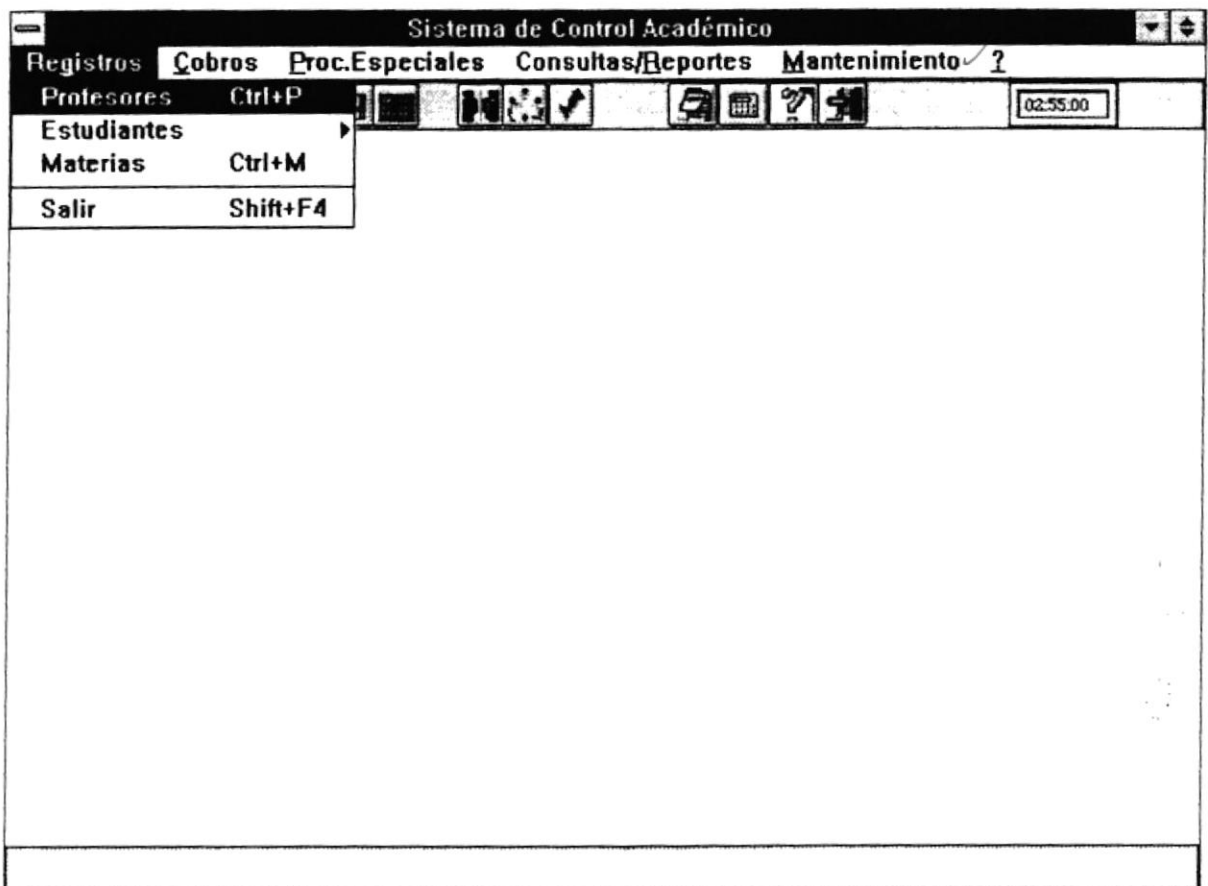 Sistema de Control Académico
Registros Cobros Proc.Especiales Consultas/Reportes Mantenimiento ?
Profesores Ctrl+P
02:55:00
Estudiantes
Materias Ctrl+M
Salir Shift+F4